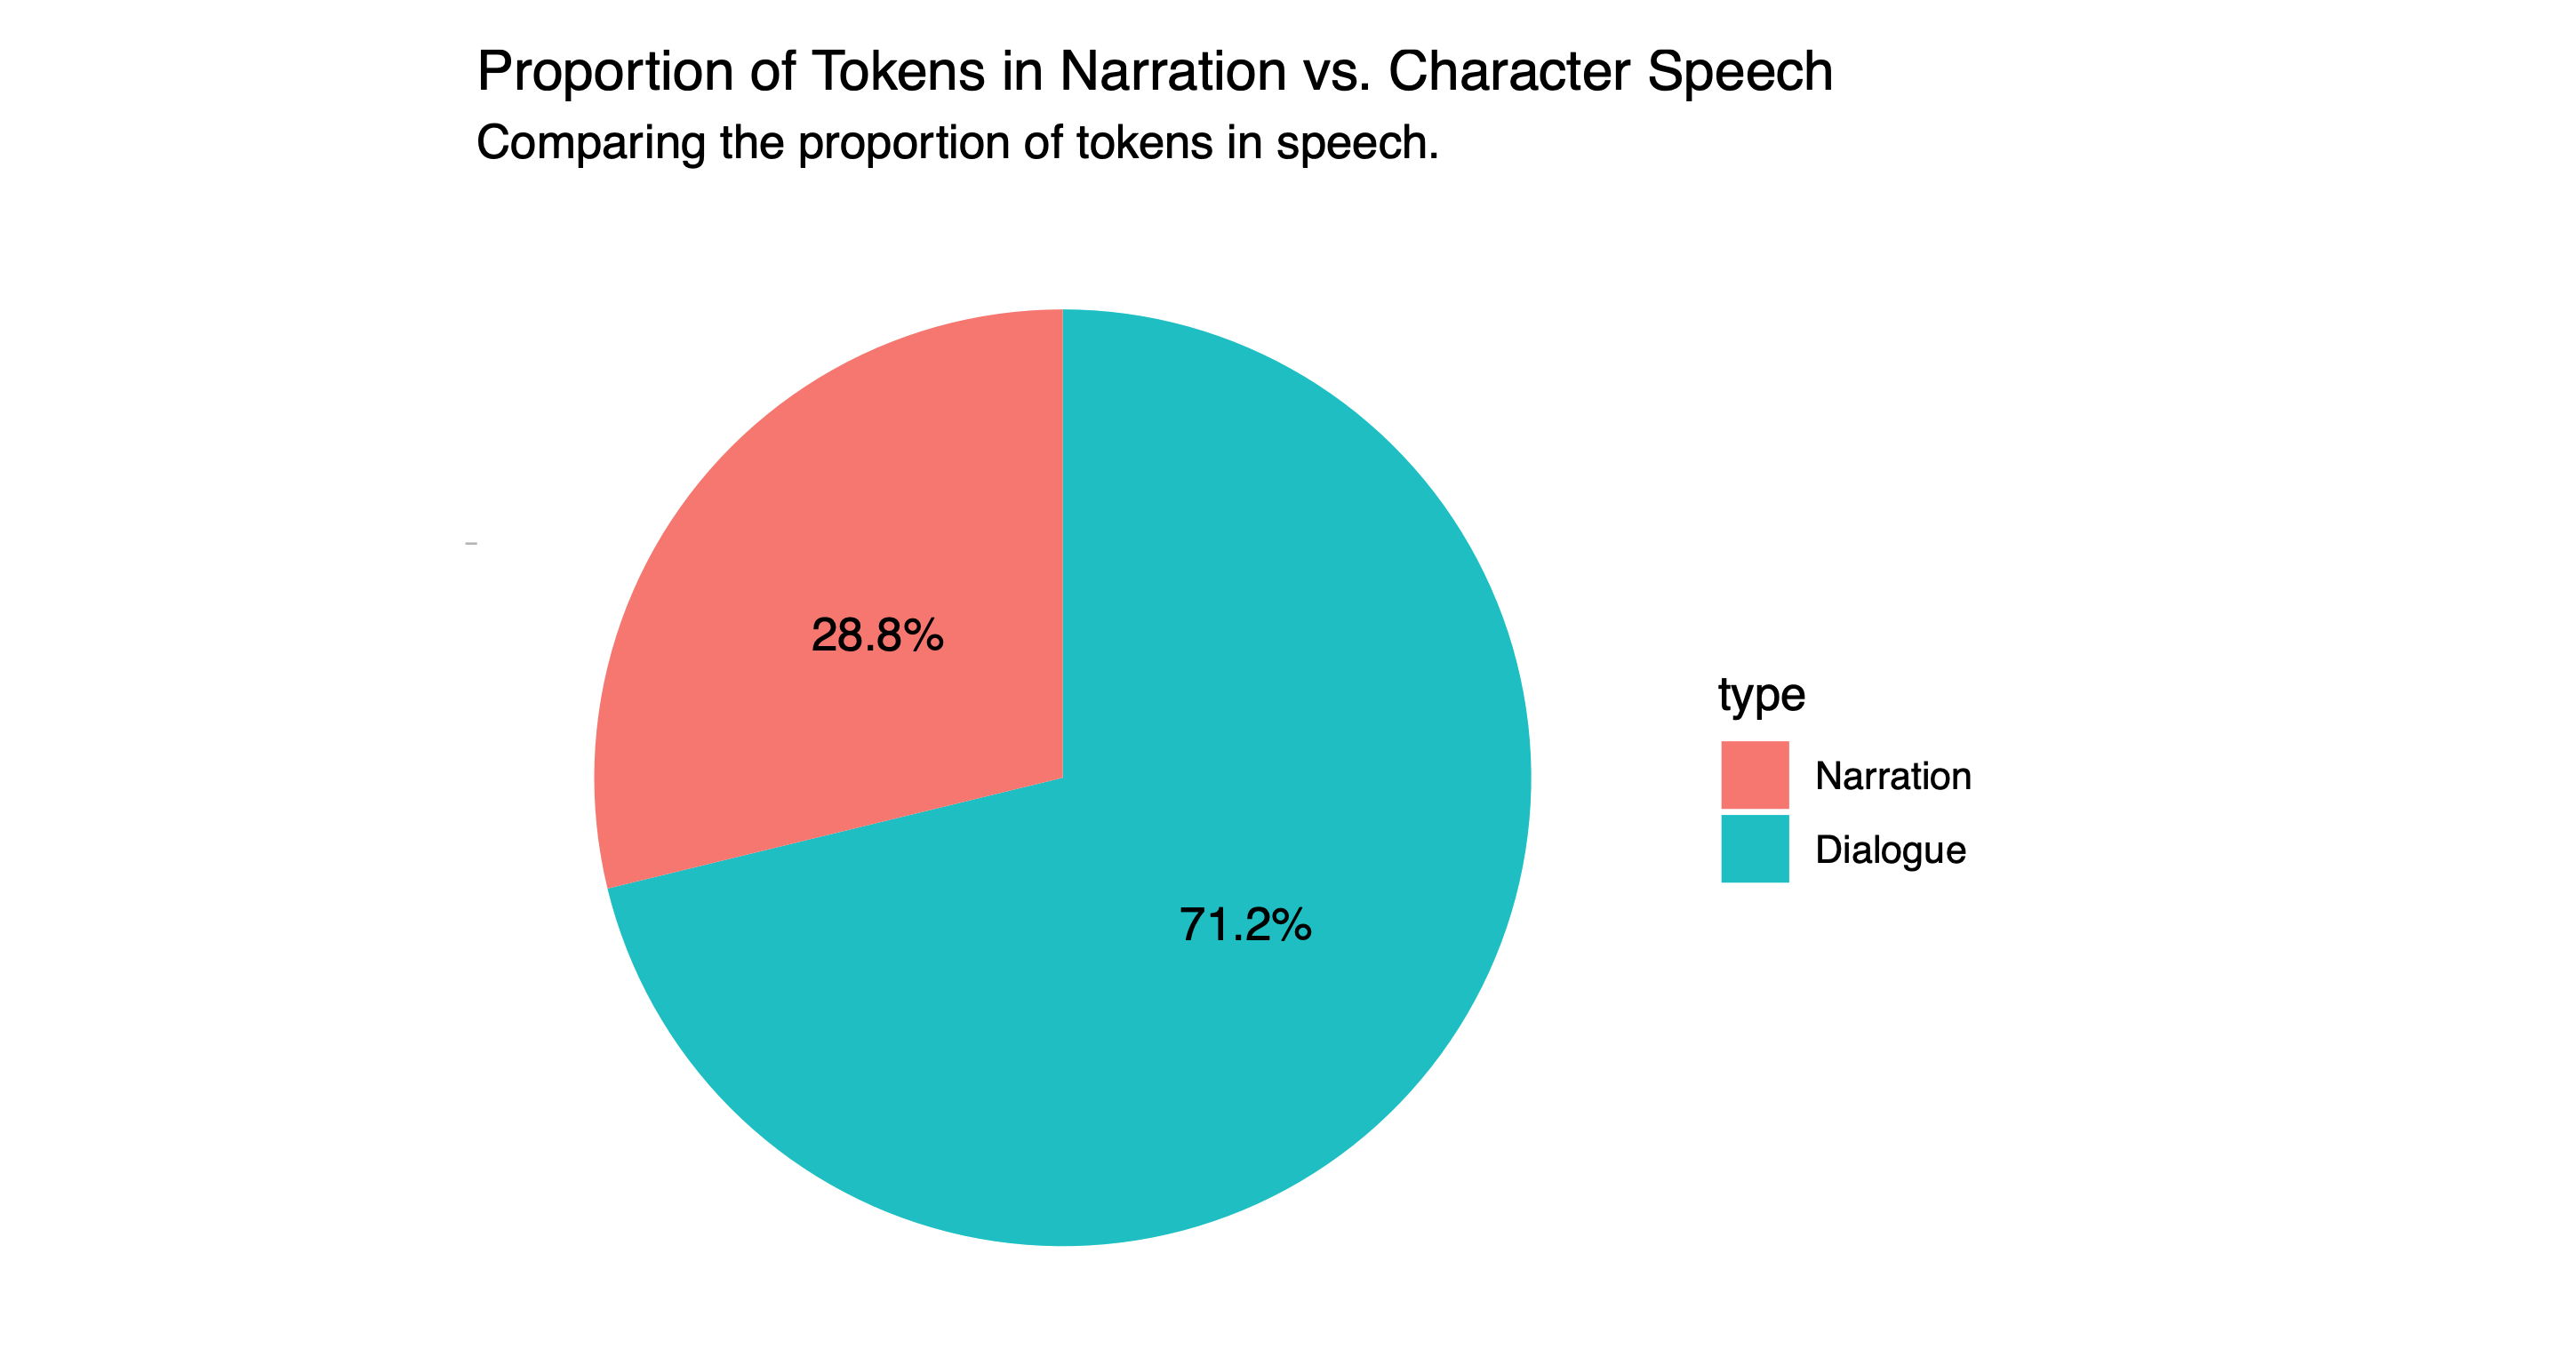 Proportion of Tokens in Narration vs. Character Speech
Comparing the proportion of tokens in speech.
28.8%
71.2%
type
Narration
Dialogue